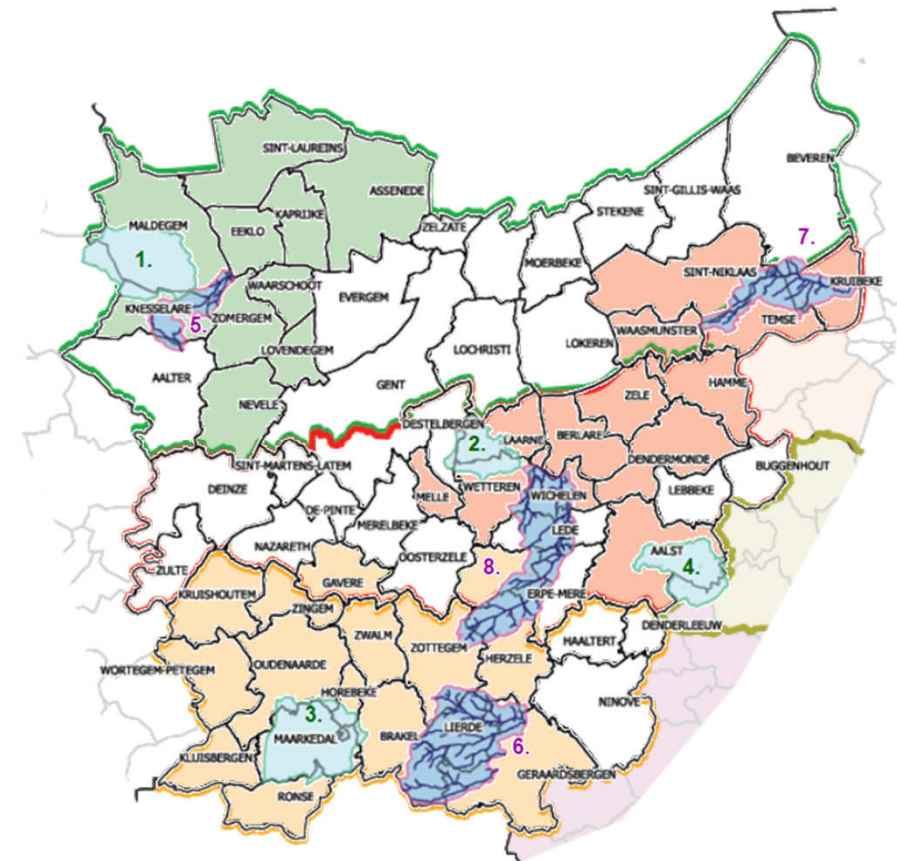 BEVEREN
SINT-LAUREINS
ASSENEDE
SINT-GILLIS-WAAS
STEKENE
KAPRIJKE
MALDEGEM
EEKLO
ZELZATE
7.
1.
MOERBEKE
SINT-NIKLAAS
KRUIBEKE
WAARSCHOOT
EVERGEM
KNESSELARE
5.
ZOMERGEM
TEMSE
WAASMUNSTER
LOKEREN
LOVENDEGEM
LOCHRISTI
AALTER
GENT
HAMME
ZELE
NEVELE
DESTELBERGEN
2.
LAARNE
BERLARE
DENDERMONDE
SINT-MARTENS-LATEM
BUGGENHOUT
DEINZE
WETTEREN
LEBBEKE
MELLE
WICHELEN
DE-PINTE
MERELBEKE
LEDE
NAZARETH
OOSTERZELE
AALST
8.
4.
ZULTE
GAVERE
KRUISHOUTEM
ERPE-MERE
ZINGEM
DENDERLEEUW
ZWALM
HAALTERT
ZOTTEGEM
HERZELE
WORTEGEM-PETEGEM
OUDENAARDE
HOREBEKE
NINOVE
3.
LIERDE
MAARKEDAL
BRAKEL
6.
KLUISBERGEN
GERAARDSBERGEN
RONSE